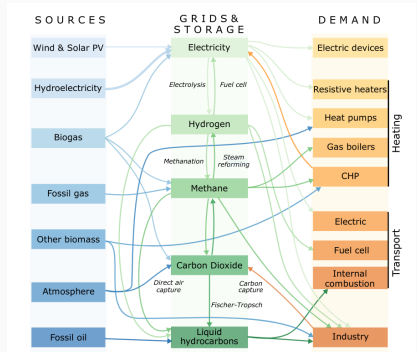 SOURCES
GRIDS &
STORAGE
DEMAND
Wind & Solar PV
Electricity
Electric devices
Hydroelectricity
Electrolysis
Fuel cell
Resistive heaters
Heat pumps
Hydrogen
Biogas
Gas boilers
Heating
Methanation
Steam
reforming
CHP
Fossil gas
Methane
Electric
Other biomass
Fuel cell
Transport
Carbon Dioxide
Internal
combustion
Atmosphere
Direct air
capture
Carbon
capture
Fischer-Tropsch
Fossil oil
Liquid
hydrocarbons
Industry